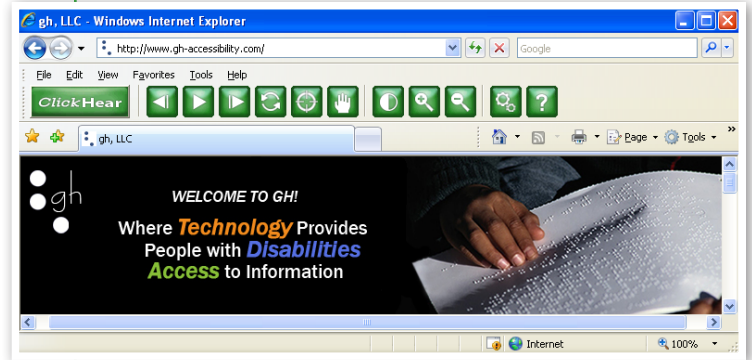 gh, LLC - Windows Internet Explorer
http://www.gh-accessibility.com/
Google
File Edit View Favorites Tools Help
ClickHear
?
gh, LLC
Page Tools »
gh
WELCOME TO GH!
Where Technology Provides
People with Disabilities
Access to Information
Internet 100%